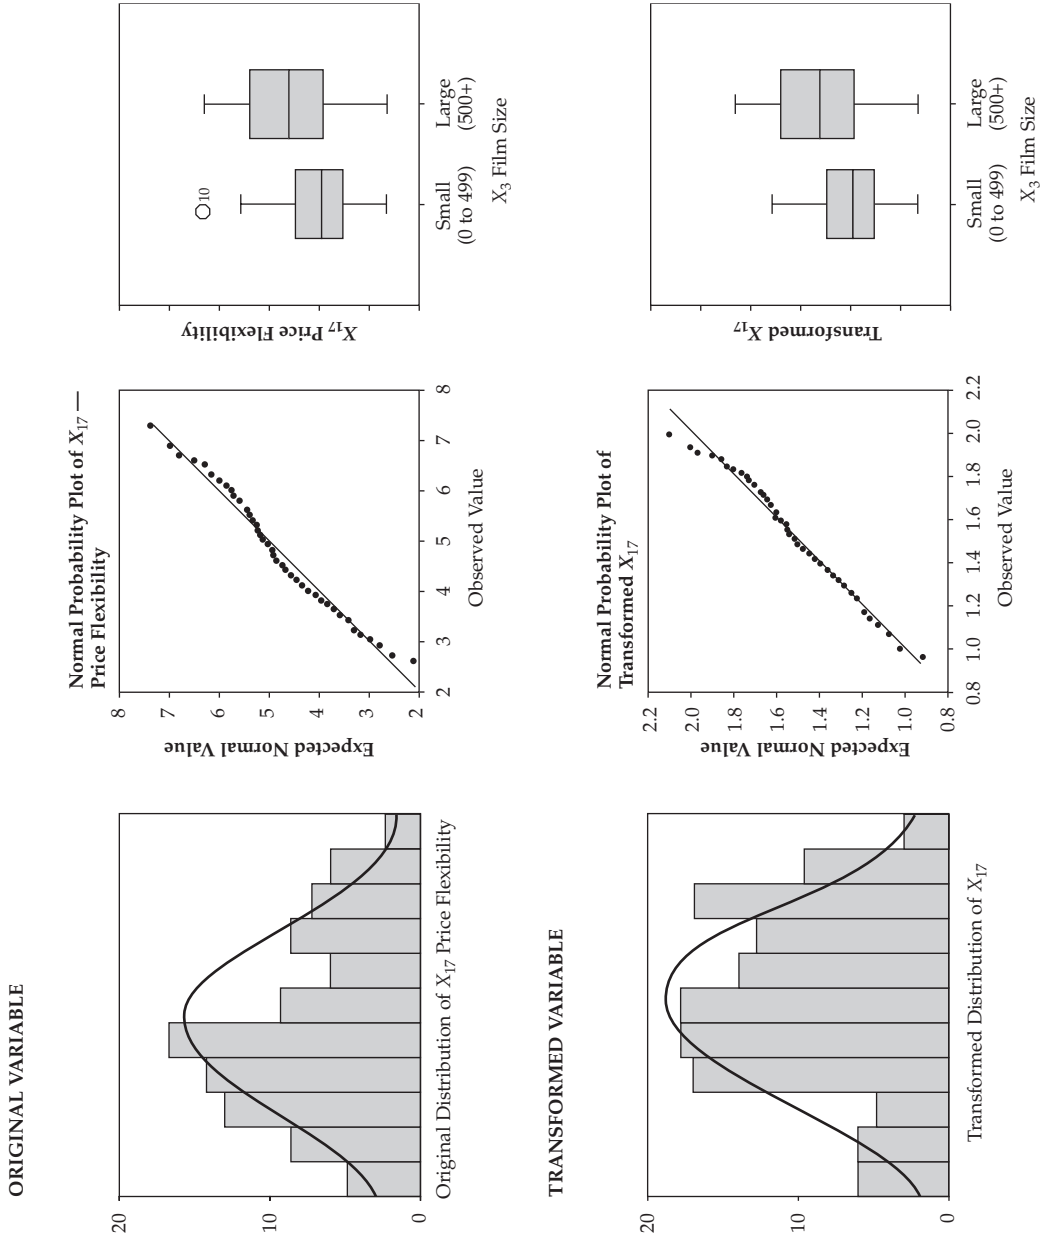 ORIGINAL VARIABLE
20
10
0
Original Distribution of X17 Price Flexibility
Normal Probability Plot of X17 —
Price Flexibility
Expected Normal Value
8
7
6
5
4
3
2
2 3 4 5 6 7 8
Observed Value
X17 Price Flexibility
10
Small Large
(0 to 499) (500+)
X3 Film Size
TRANSFORMED VARIABLE
20
10
0
Transformed Distribution of X17
Normal Probability Plot of
Transformed X17
Expected Normal Value
2.2
2.0
1.8
1.6
1.4
1.2
1.0
0.8
0.8 1.0 1.2 1.4 1.6 1.8 2.0 2.2
Observed Value
Transformed X17
Small Large
(0 to 499) (500+)
X3 Film Size